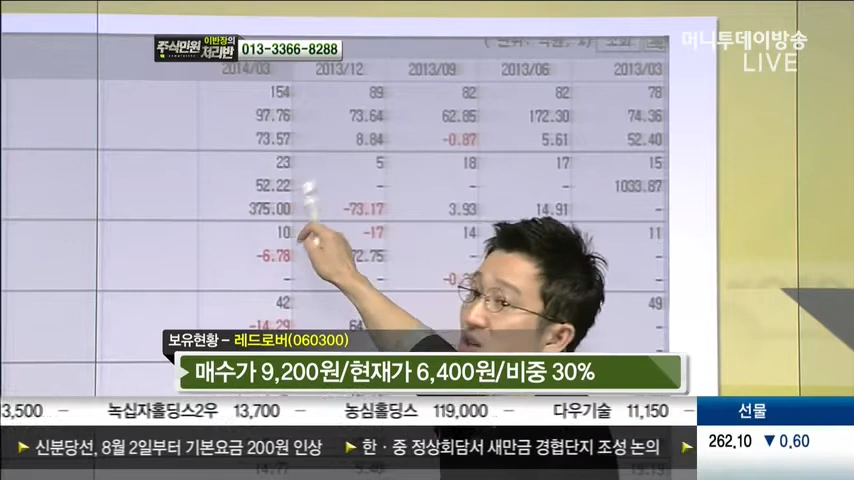 주식민원 이반장의 처리반 013-3366-8288
머니투데이방송
LIVE
2014/03 2013/12 2013/09 2013/06 2013/03
154 89 82 82 78
97.76 73.64 62.85 172.30 74.36
73.57 8.84 -0.87 5.61 52.40
23 5 18 17 15
52.22 - - - 1033.87
375.00 -73.17 3.93 14.91 -
10 -17 14 11
-6.78
- -
42 49
-14.29
보유현황 - 레드로버(060300)
매수가 9,200원/현재가 6,400원/비중 30%
3,500 - 녹십자홀딩스2우 13,700 - 농심홀딩스 119,000 - 다우기술 11,150 -
선물
262.10 ▼0.60
▶ 신분당선, 8월 2일부터 기본요금 200원 인상 ▶ 한·중 정상회담서 새만금 경협단지 조성 논의 ▶